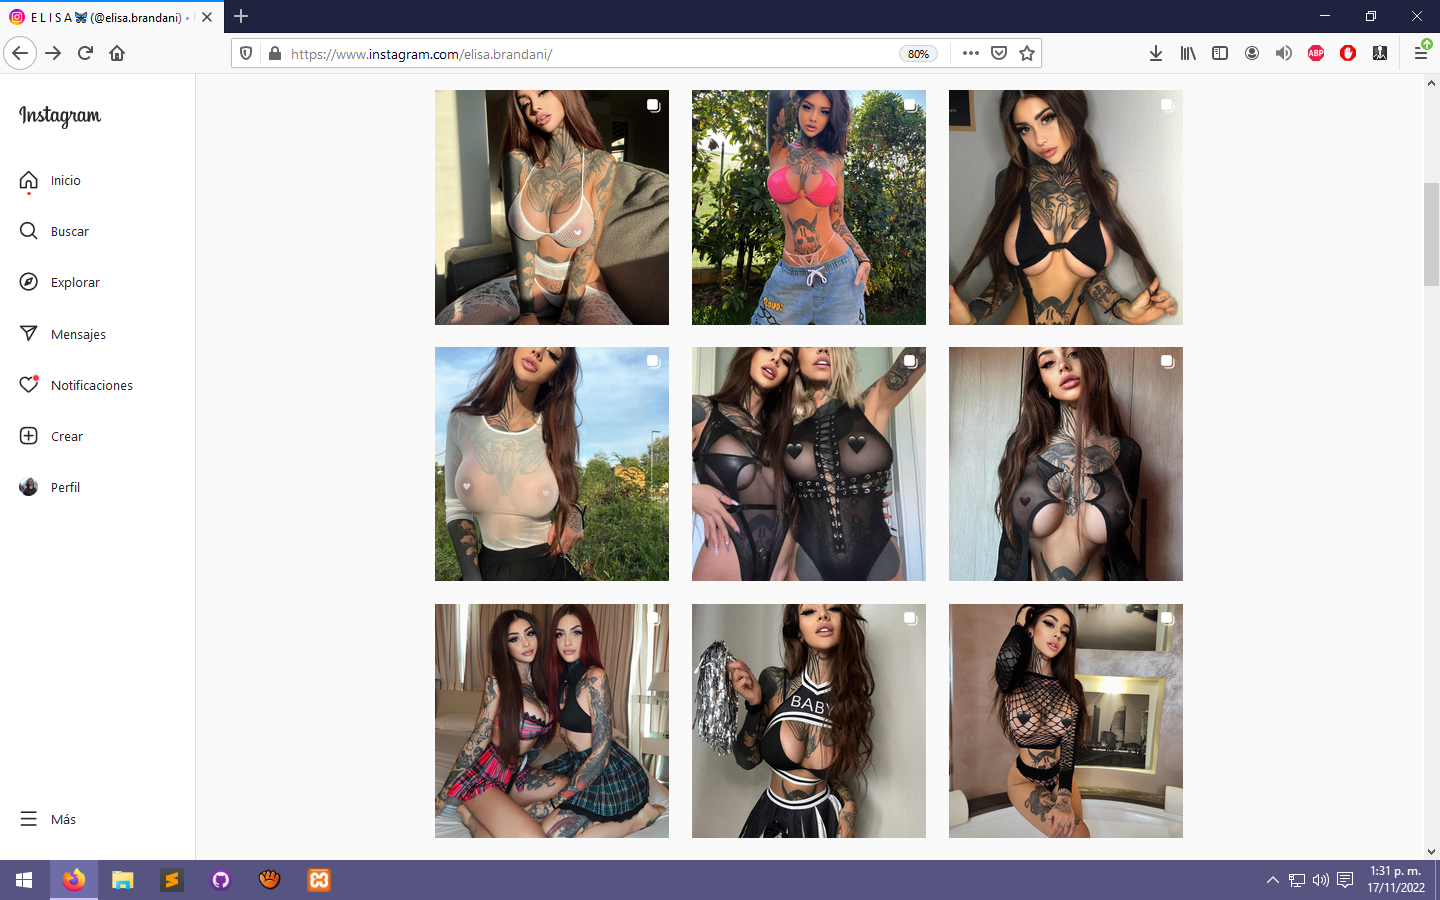 E L I S A 🦋 (@elisa.brandani) •
https://www.instagram.com/elisa.brandani/
80%
ABP
Instagram
Inicio
Buscar
Explorar
Mensajes
Notificaciones
Crear
Perfil
BABY
Más
1:31 p. m.
17/11/2022